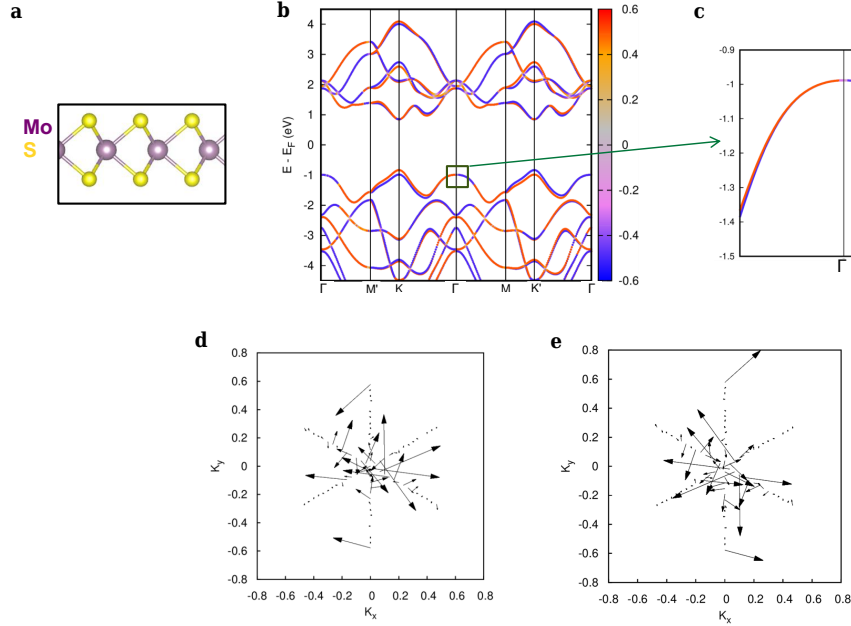 a
b
c
Mo
S
E - E_F (eV)
4
3
2
1
0
-1
-2
-3
-4
Γ M' K Γ M K' Γ
0.6
0.4
0.2
0
-0.2
-0.4
-0.6
-0.9
-1
-1.1
-1.2
-1.3
-1.4
-1.5
Γ
d
K_y
0.8
0.6
0.4
0.2
0
-0.2
-0.4
-0.6
-0.8
-0.8 -0.6 -0.4 -0.2 0 0.2 0.4 0.6 0.8
K_x
e
K_y
0.8
0.6
0.4
0.2
0
-0.2
-0.4
-0.6
-0.8
-0.8 -0.6 -0.4 -0.2 0 0.2 0.4 0.6 0.8
K_x